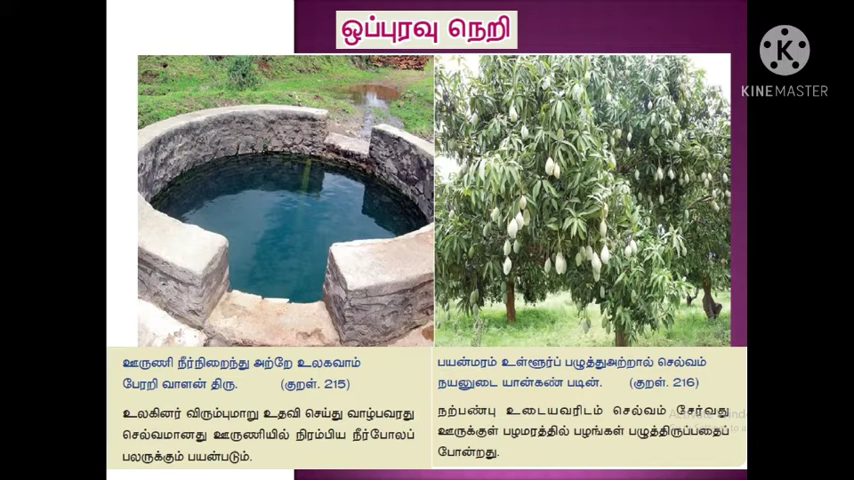 ஒப்புரவு நெறி
KINEMASTER
ஊருணி நீர்நிறைந்து அற்றே உலகவாம்
பேரறி வாளன் திரு. (குறள். 215)
உலகினர் விரும்புமாறு உதவி செய்து வாழ்பவரது
செல்வமானது ஊருணியில் நிரம்பிய நீர்போலப்
பலருக்கும் பயன்படும்.
பயன்மரம் உள்ளூர்ப் பழுத்துஅற்றால் செல்வம்
நயனுடை யான்கண் படின். (குறள். 216)
நற்பண்பு உடையவரிடம் செல்வம் சேர்வது
ஊருக்குள் பழமரத்தில் பழங்கள் பழுத்திருப்பதைப்
போன்றது.